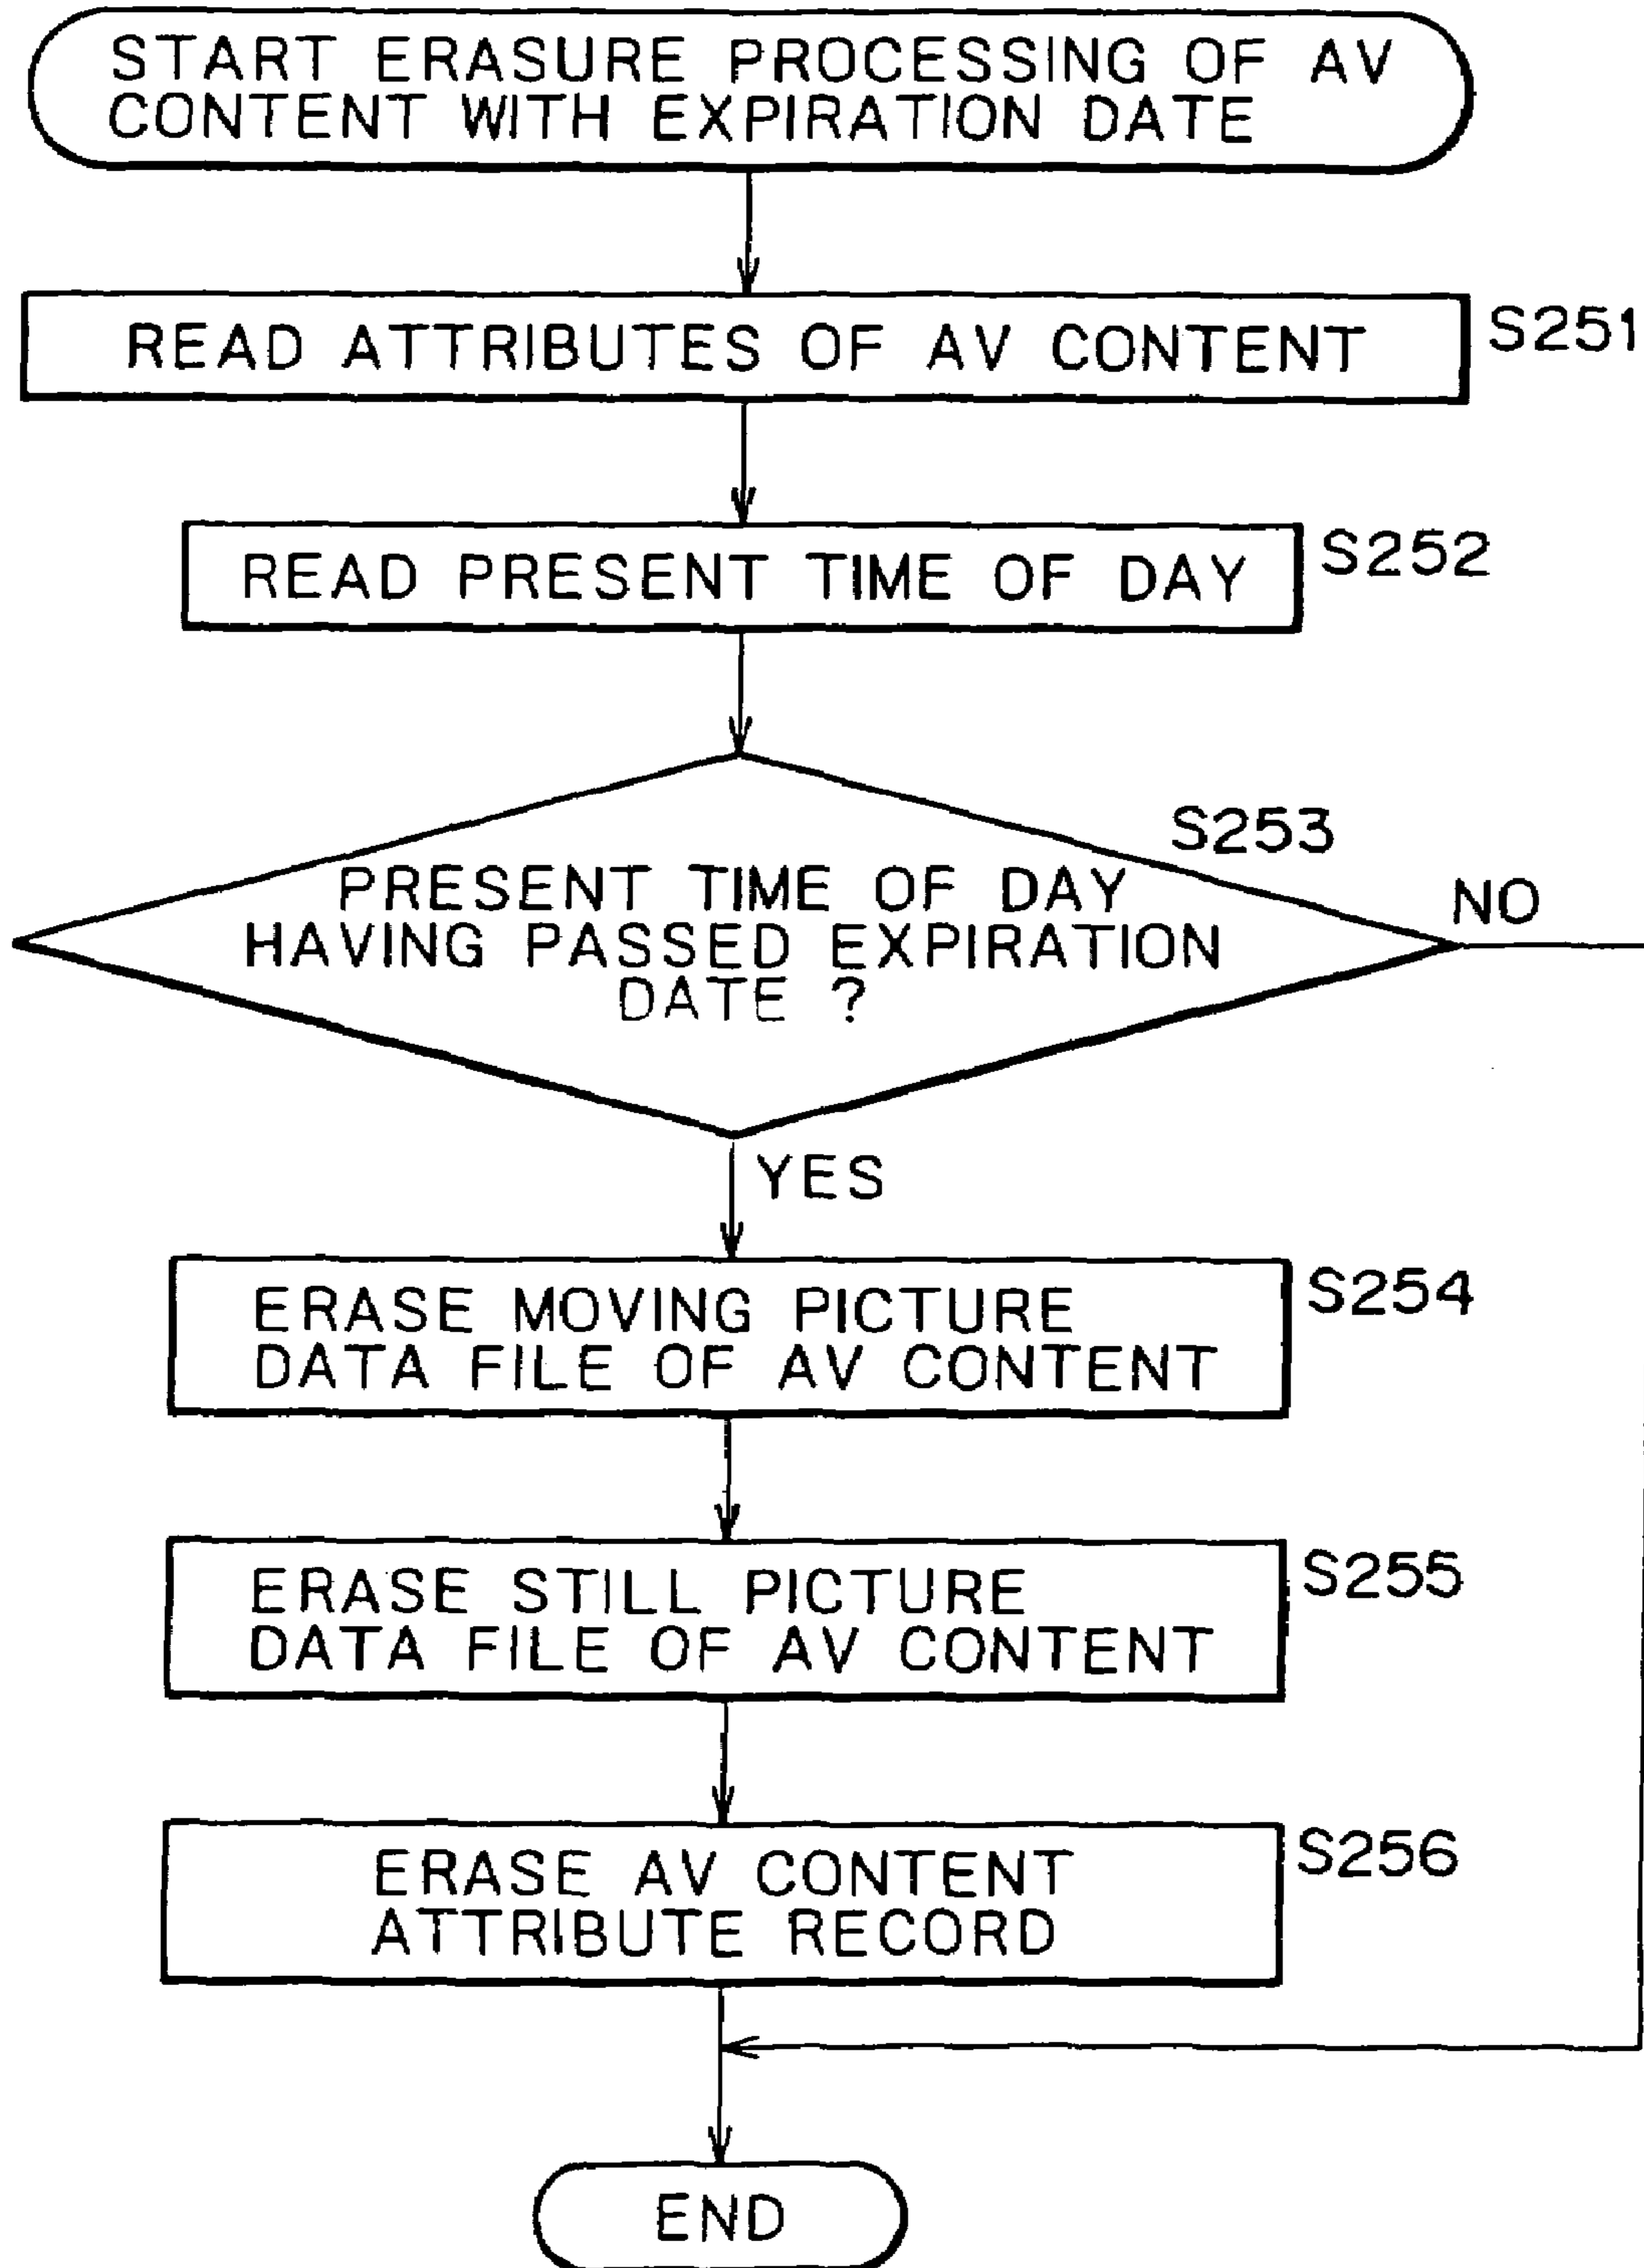 START ERASURE PROCESSING OF AV
CONTENT WITH EXPIRATION DATE
READ ATTRIBUTES OF AV CONTENT
S251
READ PRESENT TIME OF DAY
S252
S253
PRESENT TIME OF DAY
HAVING PASSED EXPIRATION
DATE ?
NO
YES
ERASE MOVING PICTURE
DATA FILE OF AV CONTENT
S254
ERASE STILL PICTURE
DATA FILE OF AV CONTENT
S255
ERASE AV CONTENT
ATTRIBUTE RECORD
S256
END